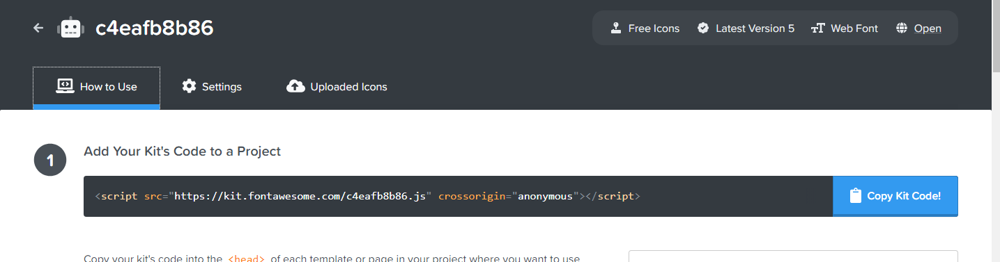 c4eafb8b86
Free Icons Latest Version 5 Web Font Open
How to Use Settings Uploaded Icons
1 Add Your Kit's Code to a Project
<script src="https://kit.fontawesome.com/c4eafb8b86.js" crossorigin="anonymous"></script>
Copy Kit Code!
Copy your kit's code into the <head> of each template or page in your project where you want to use